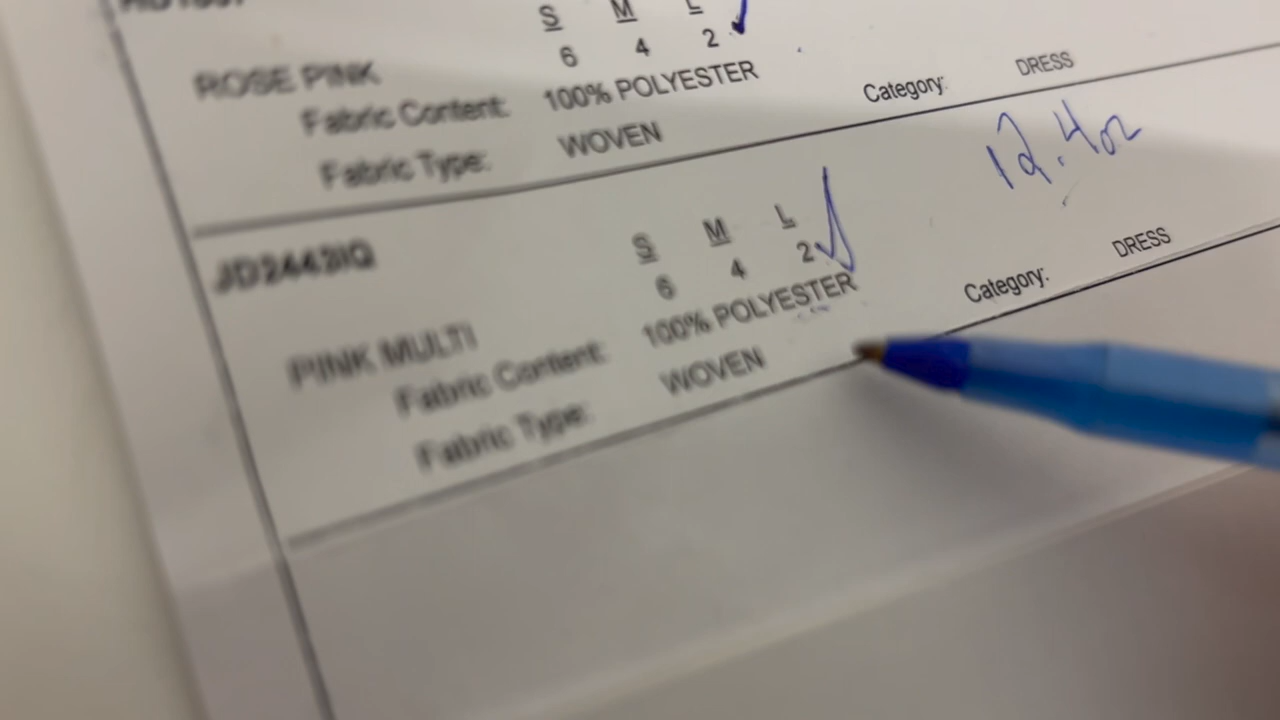 S M L
6 4 2
ROSE PINK
Fabric Content: 100% POLYESTER Category: DRESS
Fabric Type: WOVEN
12.4oz
JD2443IQ
S M L
6 4 2
PINK MULTI
Fabric Content: 100% POLYESTER Category: DRESS
Fabric Type: WOVEN